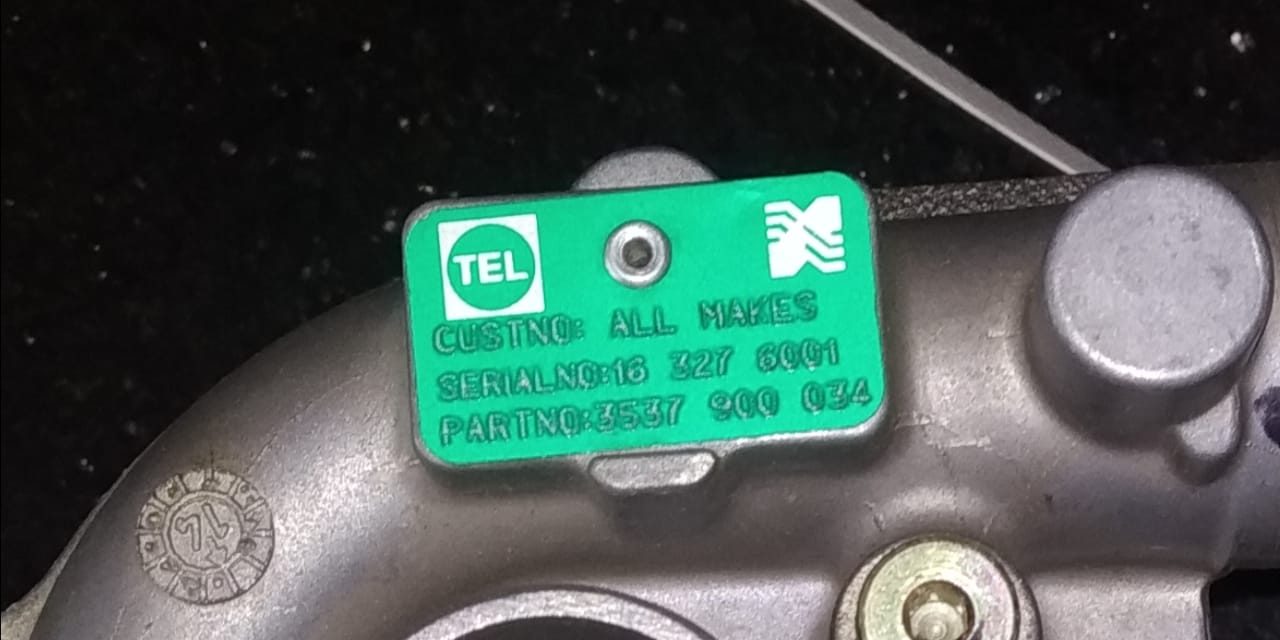 TEL
CUSTNO: ALL MAKES
SERIALNO:16 327 6001
PARTNO:3537 900 034